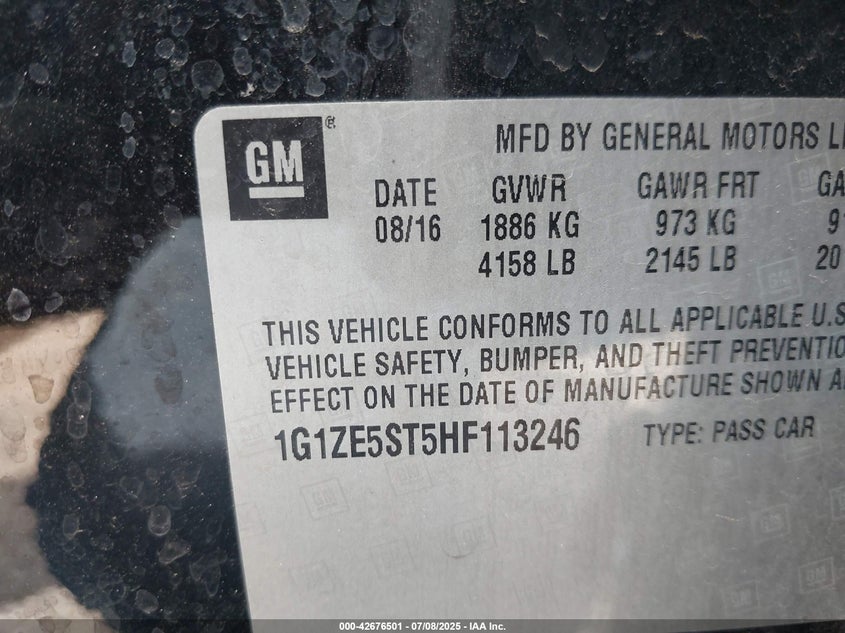 GM
MFD BY GENERAL MOTORS
DATE GVWR GAWR FRT
08/16 1886 KG 973 KG
4158 LB 2145 LB 20
THIS VEHICLE CONFORMS TO ALL APPLICABLE U.S
VEHICLE SAFETY, BUMPER, AND THEFT PREVENTIO
EFFECT ON THE DATE OF MANUFACTURE SHOWN
1G1ZE5ST5HF113246 TYPE: PASS CAR
000-42676501 | 07/08/2025 - IAA Inc.